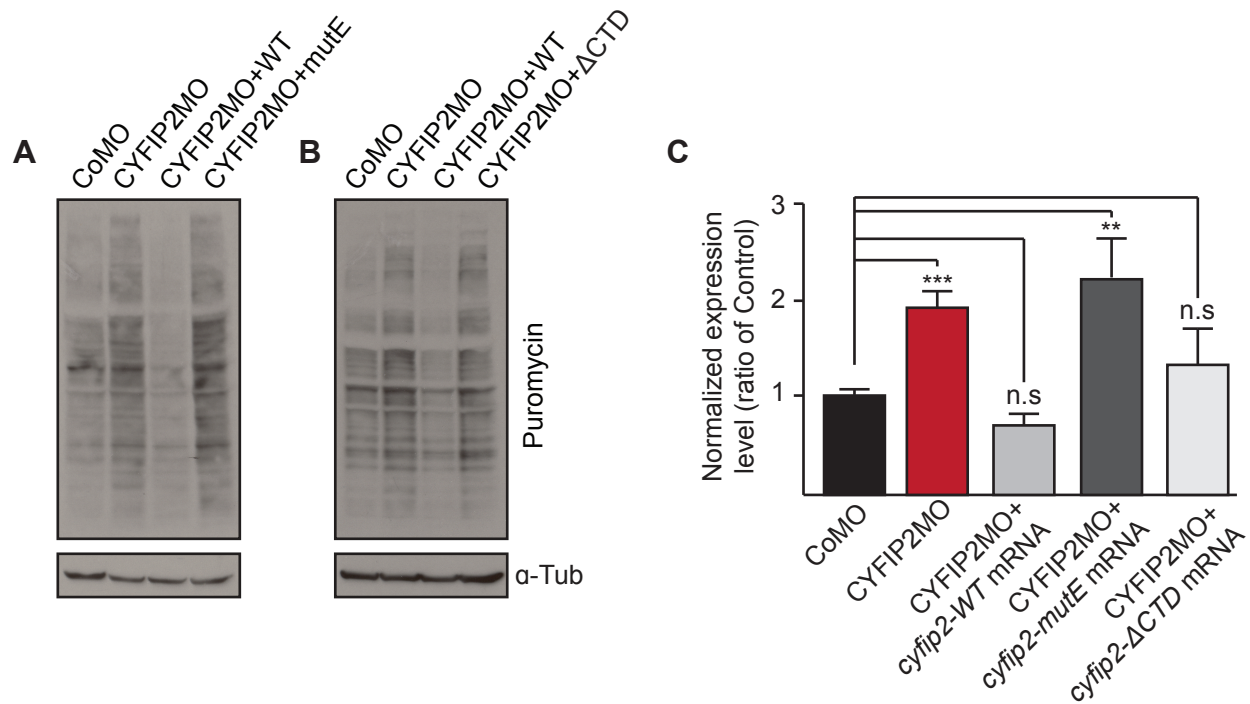 A
CoMO
CYFIP2MO
CYFIP2MO+WT
CYFIP2MO+mutE
B
CoMO
CYFIP2MO
CYFIP2MO+WT
CYFIP2MO+ΔCTD
Puromycin
α-Tub
C
Normalized expression
level (ratio of Control)
3
2
1
***
n.s
**
n.s
CoMO
CYFIP2MO
CYFIP2MO+
cyfip2-WT mRNA
CYFIP2MO+
cyfip2-mutE mRNA
CYFIP2MO+
cyfip2-ΔCTD mRNA